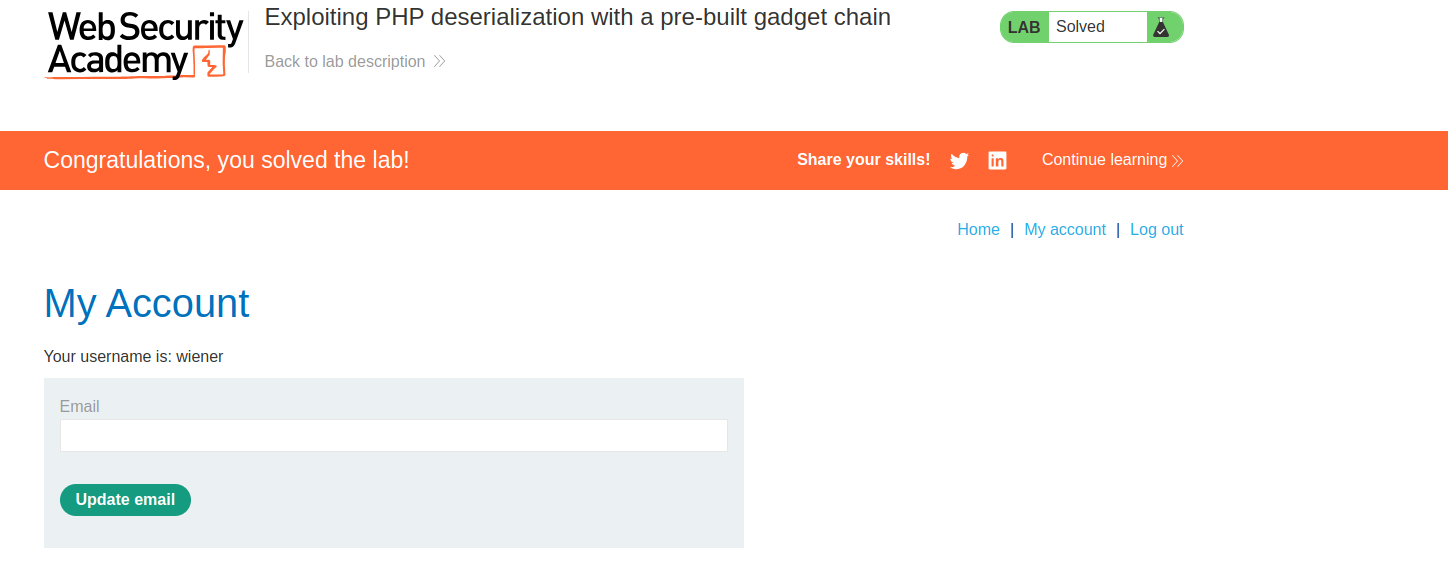 Web Security
Academy
Exploiting PHP deserialization with a pre-built gadget chain
Back to lab description
LAB Solved
Congratulations, you solved the lab!
Share your skills!
Continue learning
Home | My account | Log out
My Account
Your username is: wiener
Email
Update email